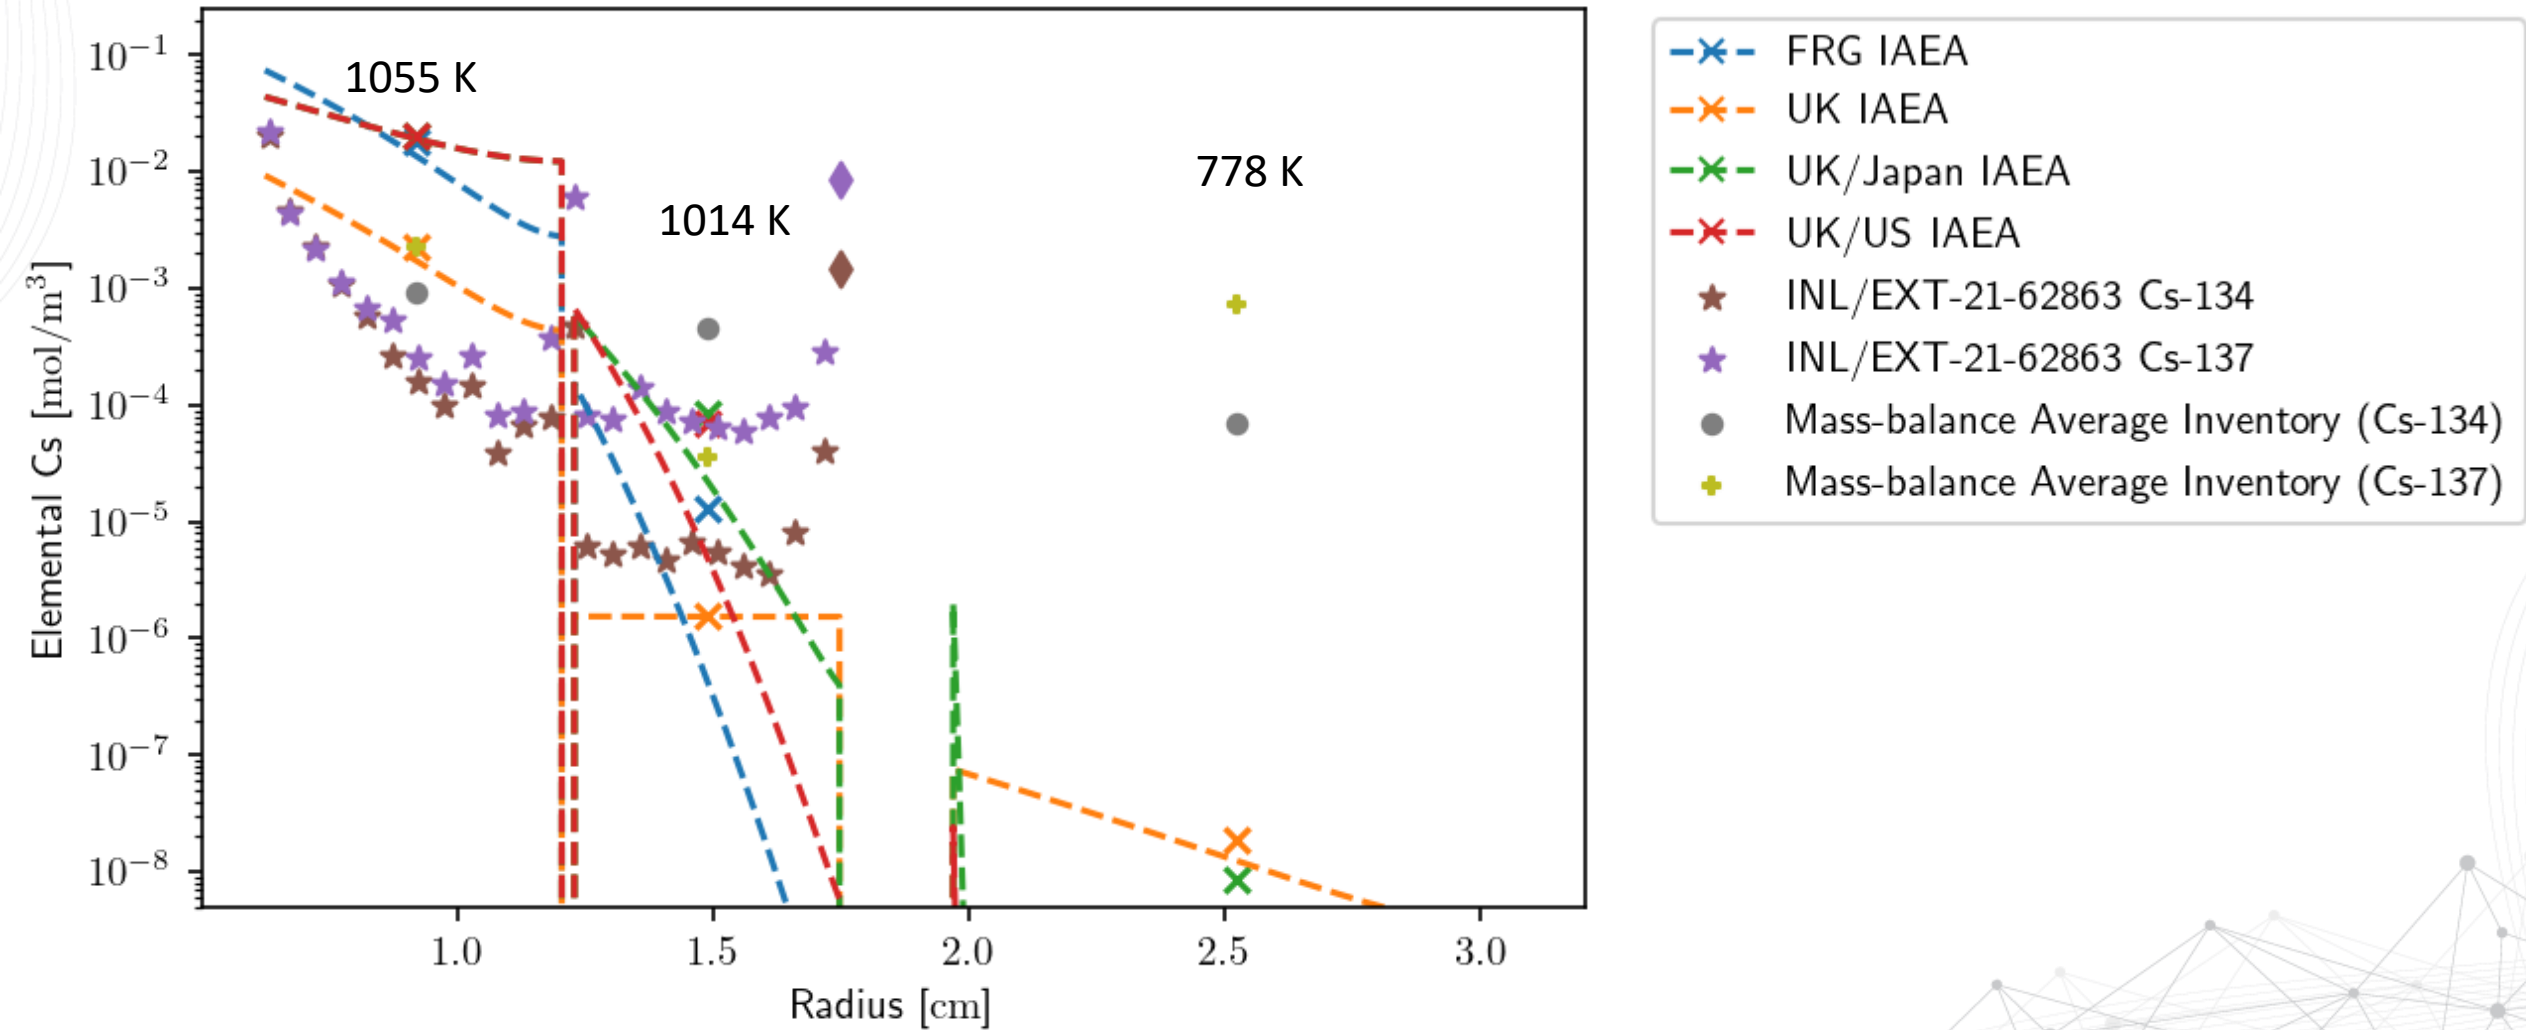 Elemental Cs [mol/m³]
10⁻¹
10⁻²
10⁻³
10⁻⁴
10⁻⁵
10⁻⁶
10⁻⁷
10⁻⁸
1055 K
1014 K
778 K
1.0 1.5 2.0 2.5 3.0
Radius [cm]
FRG IAEA
UK IAEA
UK/Japan IAEA
UK/US IAEA
INL/EXT-21-62863 Cs-134
INL/EXT-21-62863 Cs-137
Mass-balance Average Inventory (Cs-134)
Mass-balance Average Inventory (Cs-137)